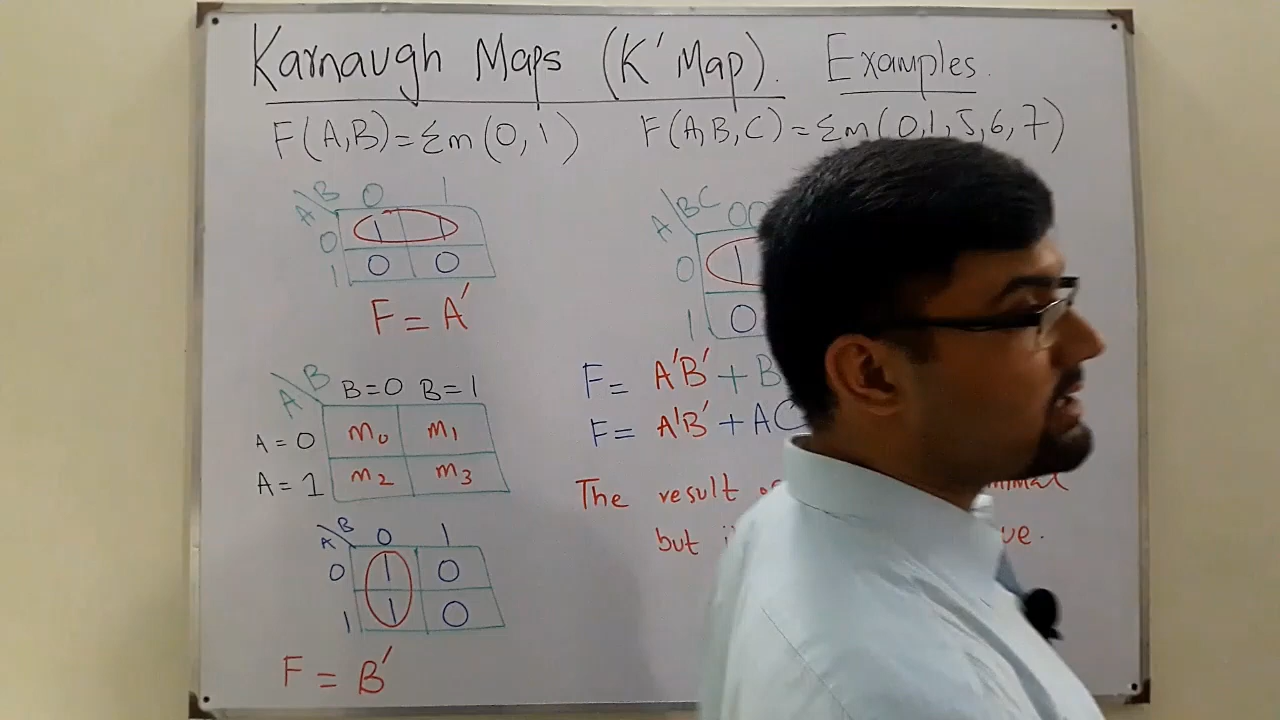 Karnaugh Maps (K'Map). Examples.
F(A,B)=Σm(0,1)
A\B 0 1
0 1 1
1 0 0
F=A'
A\B B=0 B=1
A=0 m0 m1
A=1 m2 m3
A\B 0 1
0 1 0
1 1 0
F=B'
F(A,B,C)=Σm(0,1,5,6,7)
A\BC 00
0 1
1 0
F= A'B'+B
F= A'B'+AC
The result
but